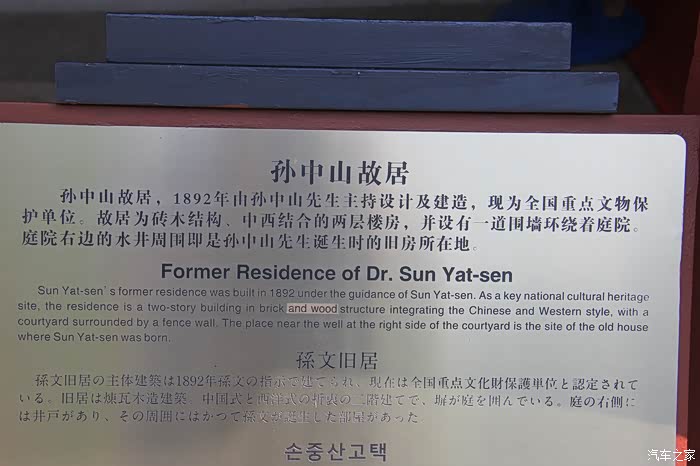 孙中山故居
孙中山故居，1892年由孙中山先生主持设计及建造，现为全国重点文物保
护单位。故居为砖木结构、中西结合的两层楼房，并设有一道围墙环绕着庭院。
庭院右边的水井周围即是孙中山先生诞生时的旧房所在地。
Former Residence of Dr. Sun Yat-sen
Sun Yat-sen's former residence was built in 1892 under the guidance of Sun Yat-sen. As a key national cultural heritage
site, the residence is a two-story building in brick and wood structure integrating the Chinese and Western style, with a
courtyard surrounded by a fence wall. The place near the well at the right side of the courtyard is the site of the old house
where Sun Yat-sen was born.
孫文旧居
孫文旧居の主体建築は1892年孫文の指示で建てられ、現在は全国重点文化財保護単位と認定されて
いる。旧居は煉瓦木造建築、中国式と西洋式の折衷の二階建てで、塀が庭を囲んでいる。庭の右側に
は井戸があり、その周囲にはかつて孫文が誕生した部屋があった
손중산고택
汽车之家